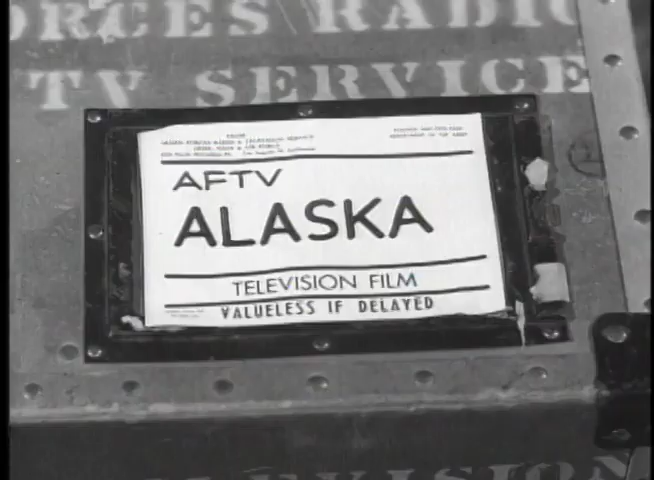 ORCES RADIO
TV SERVICE
AFTV
ALASKA
TELEVISION FILM
VALUELESS IF DELAYED